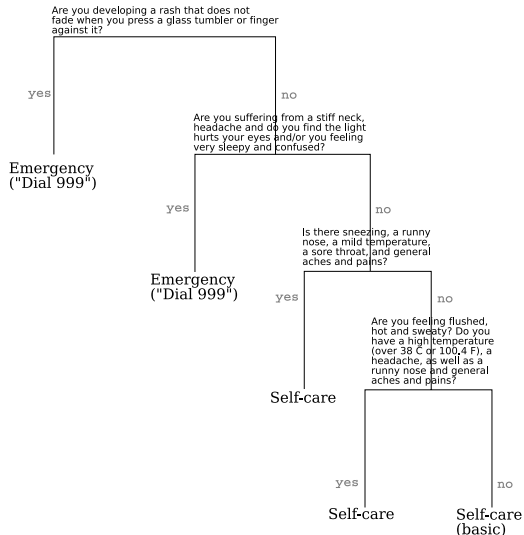 Are you developing a rash that does not
fade when you press a glass tumbler or finger
against it?
yes
no
Are you suffering from a stiff neck,
headache and do you find the light
hurts your eyes and/or you feeling
very sleepy and confused?
Emergency
("Dial 999")
yes
no
Is there sneezing, a runny
nose, a mild temperature,
a sore throat, and general
aches and pains?
Emergency
("Dial 999")
yes
no
Are you feeling flushed,
hot and sweaty? Do you
have a high temperature
(over 38 C or 100.4 F), a
headache, as well as a
runny nose and general
aches and pains?
Self-care
yes
no
Self-care
Self-care
(basic)